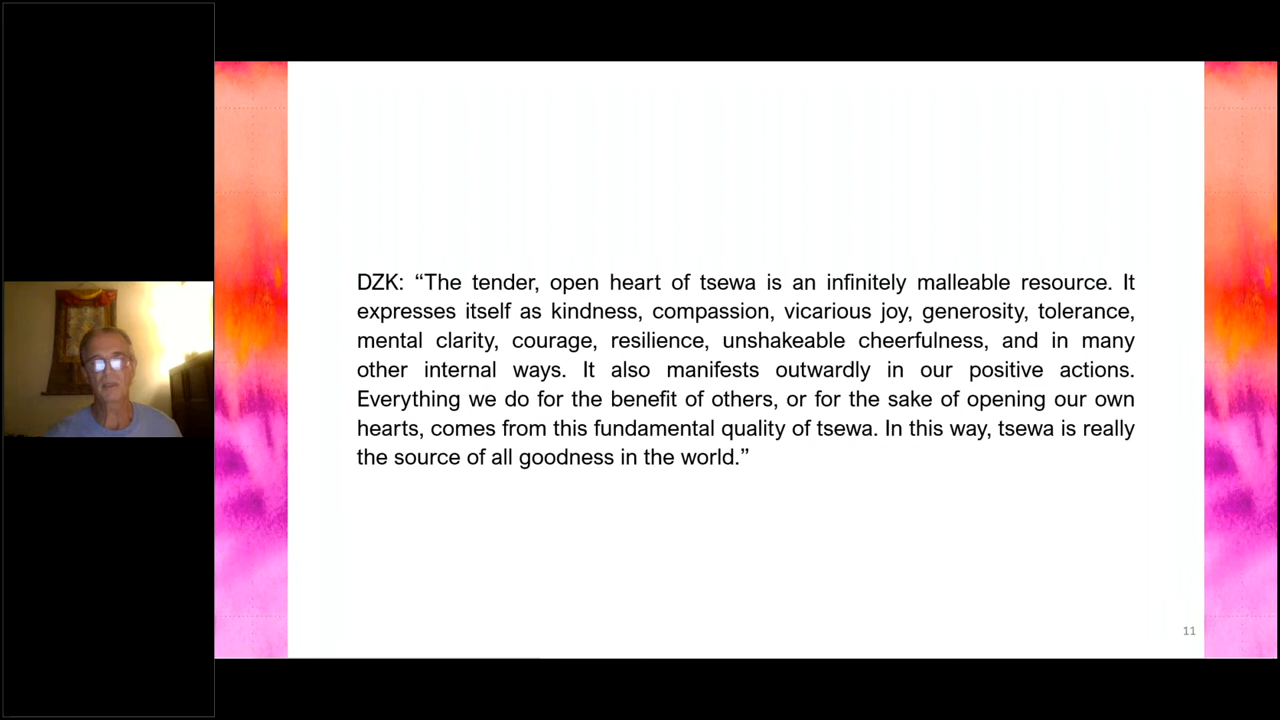 DZK: “The tender, open heart of tsewa is an infinitely malleable resource. It
expresses itself as kindness, compassion, vicarious joy, generosity, tolerance,
mental clarity, courage, resilience, unshakeable cheerfulness, and in many
other internal ways. It also manifests outwardly in our positive actions.
Everything we do for the benefit of others, or for the sake of opening our own
hearts, comes from this fundamental quality of tsewa. In this way, tsewa is really
the source of all goodness in the world.”
11